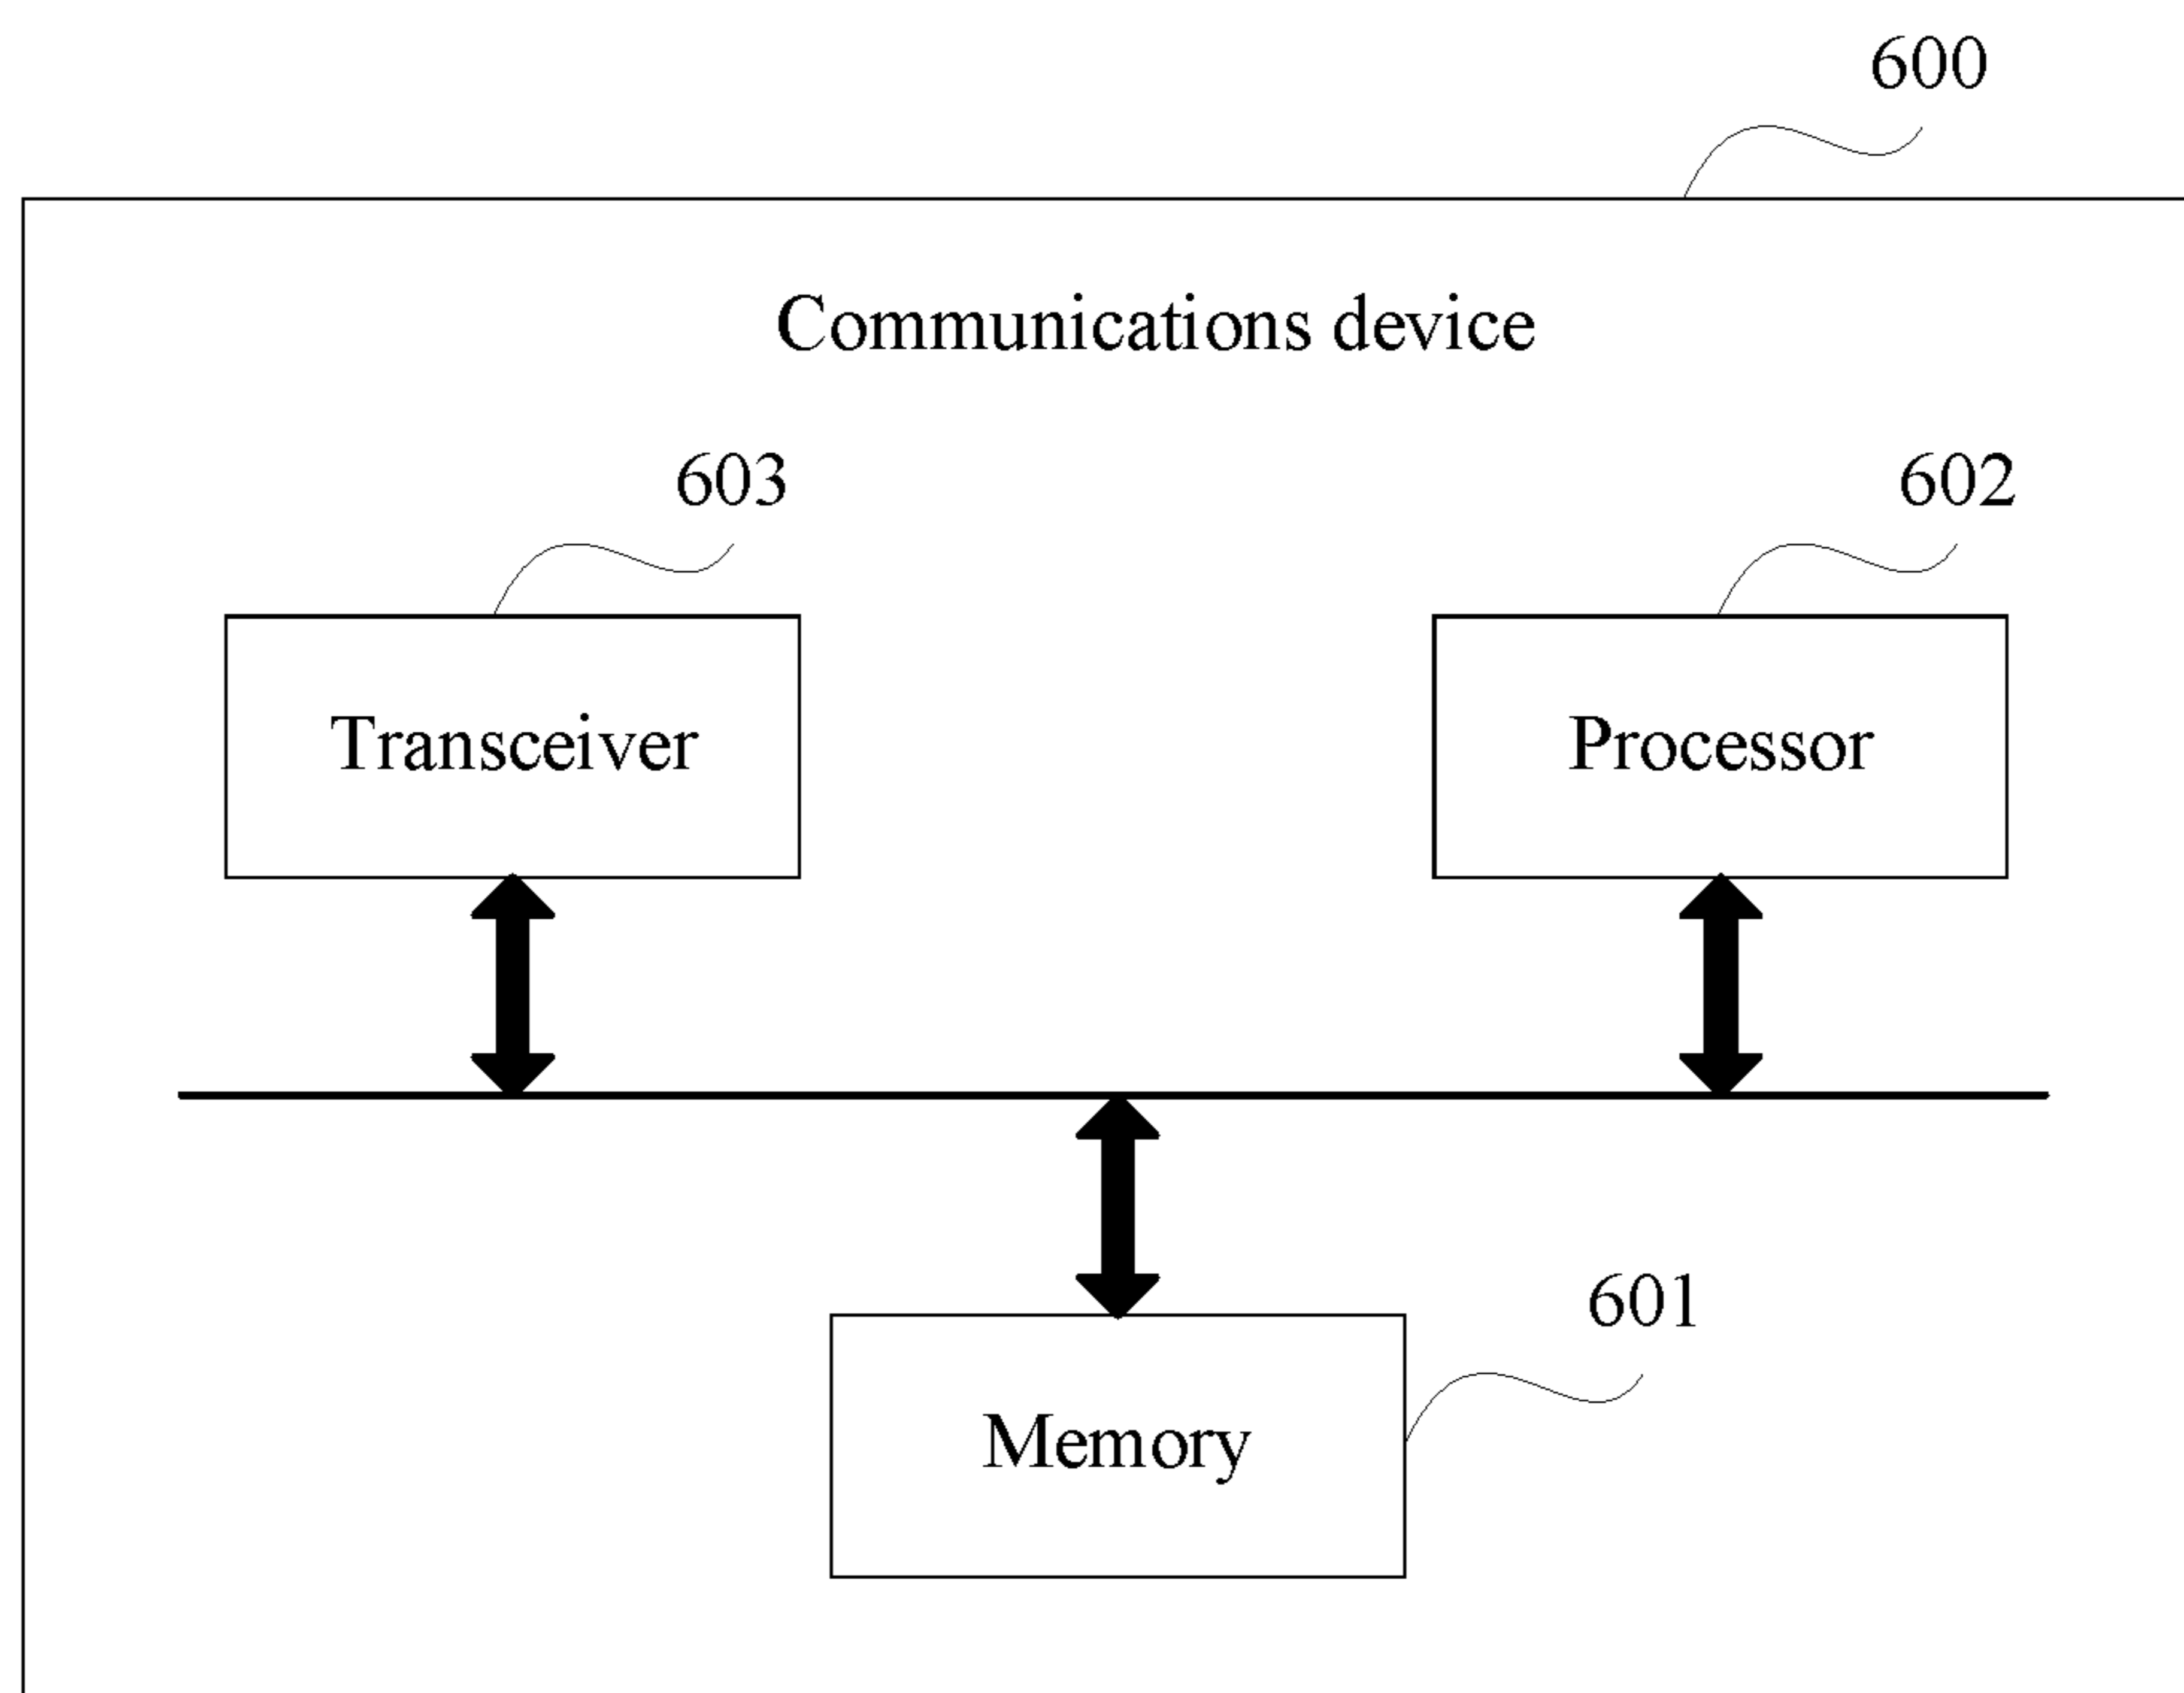 600
Communications device
603
602
Transceiver
Processor
601
Memory